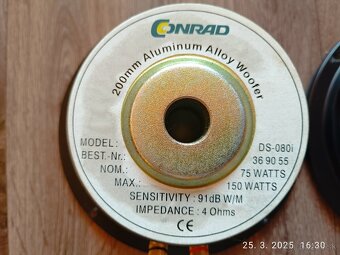 CONRAD
200mm Aluminum Alloy Woofer
MODEL: DS-080i
BEST.-Nr.: 36 90 55
NOM.: 75 WATTS
MAX.: 150 WATTS
SENSITIVITY: 91dB W/M
IMPEDANCE: 4 Ohms
CE
25. 3. 2025 16:30